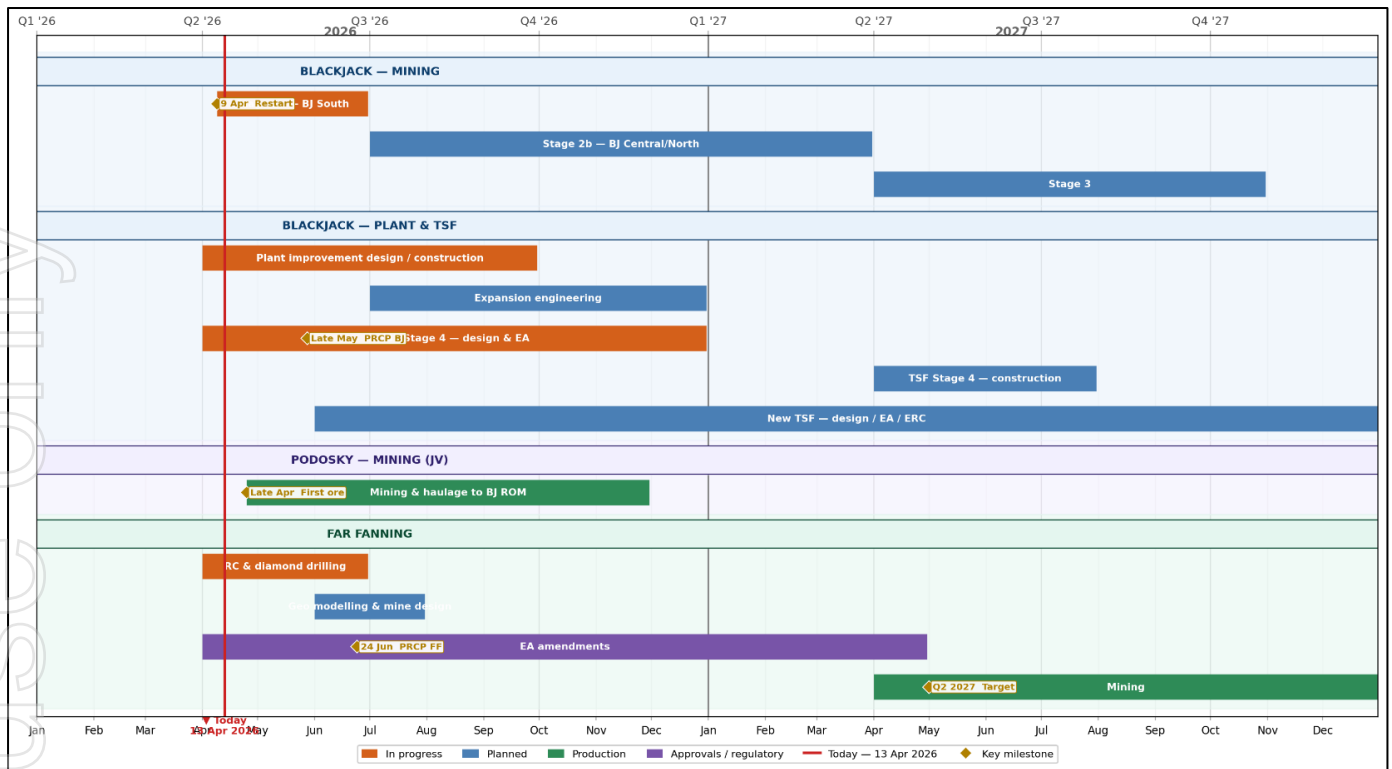 Q1 '26 Q2 '26 Q3 '26 Q4 '26 Q1 '27 Q2 '27 Q3 '27 Q4 '27
2026 2027
BLACKJACK — MINING
9 Apr Restart - BJ South
Stage 2b — BJ Central/North
Stage 3
BLACKJACK — PLANT & TSF
Plant improvement design / construction
Expansion engineering
Late May PRCP BJ Stage 4 — design & EA
TSF Stage 4 — construction
New TSF — design / EA / ERC
PODOSKY — MINING (JV)
Late Apr First ore Mining & haulage to BJ ROM
FAR FANNING
RC & diamond drilling
modelling & mine design
24 Jun PRCP FF EA amendments
Q2 2027 Target Mining
▼ Today
13 Apr 2026
Jan Feb Mar Apr May Jun Jul Aug Sep Oct Nov Dec Jan Feb Mar Apr May Jun Jul Aug Sep Oct Nov Dec
In progress Planned Production Approvals / regulatory Today — 13 Apr 2026 Key milestone
use only